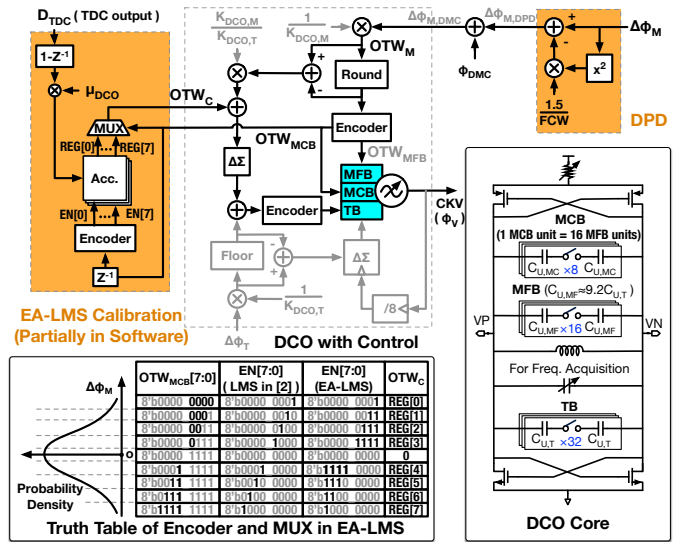 D_TDC (TDC output)
1-Z⁻¹
μ_DCO
OTW_C
MUX
REG[0] ... REG[7]
Acc.
EN[0] ... EN[7]
Encoder
Z⁻¹
EA-LMS Calibration
(Partially in Software)
K_DCO,M
K_DCO,T
1
K_DCO,M
OTW_M
+
-
Round
Encoder
OTW_MCB
OTW_MFB
ΔΣ
Encoder
MFB
MCB
TB
CKV
(ϕ_V)
Floor
-
+
ΔΣ
/8
1
K_DCO,T
Δϕ_T
DCO with Control
Δϕ_M,DMC
Δϕ_M,DPD
ϕ_DMC
+
-
Δϕ_M
x²
1.5
FCW
DPD
MCB
(1 MCB unit = 16 MFB units)
C_U,MC ×8 C_U,MC
MFB (C_U,MF≈9.2C_U,T)
VP
VN
C_U,MF ×16 C_U,MF
For Freq. Acquisition
TB
C_U,T ×32 C_U,T
DCO Core
Δϕ_M
0
Probability
Density
OTW_MCB[7:0] EN[7:0] (LMS in [2]) EN[7:0] (EA-LMS) OTW_C
8'b0000 0000 8'b0000 0001 8'b0000 0001 REG[0]
8'b0000 0001 8'b0000 0010 8'b0000 0011 REG[1]
8'b0000 0011 8'b0000 0100 8'b0000 0111 REG[2]
8'b0000 0111 8'b0000 1000 8'b0000 1111 REG[3]
8'b0000 1111 8'b0000 0000 8'b0000 0000 0
8'b0001 1111 8'b0001 0000 8'b1111 0000 REG[4]
8'b0011 1111 8'b0010 0000 8'b1110 0000 REG[5]
8'b0111 1111 8'b0100 0000 8'b1100 0000 REG[6]
8'b1111 1111 8'b1000 0000 8'b1000 0000 REG[7]
Truth Table of Encoder and MUX in EA-LMS